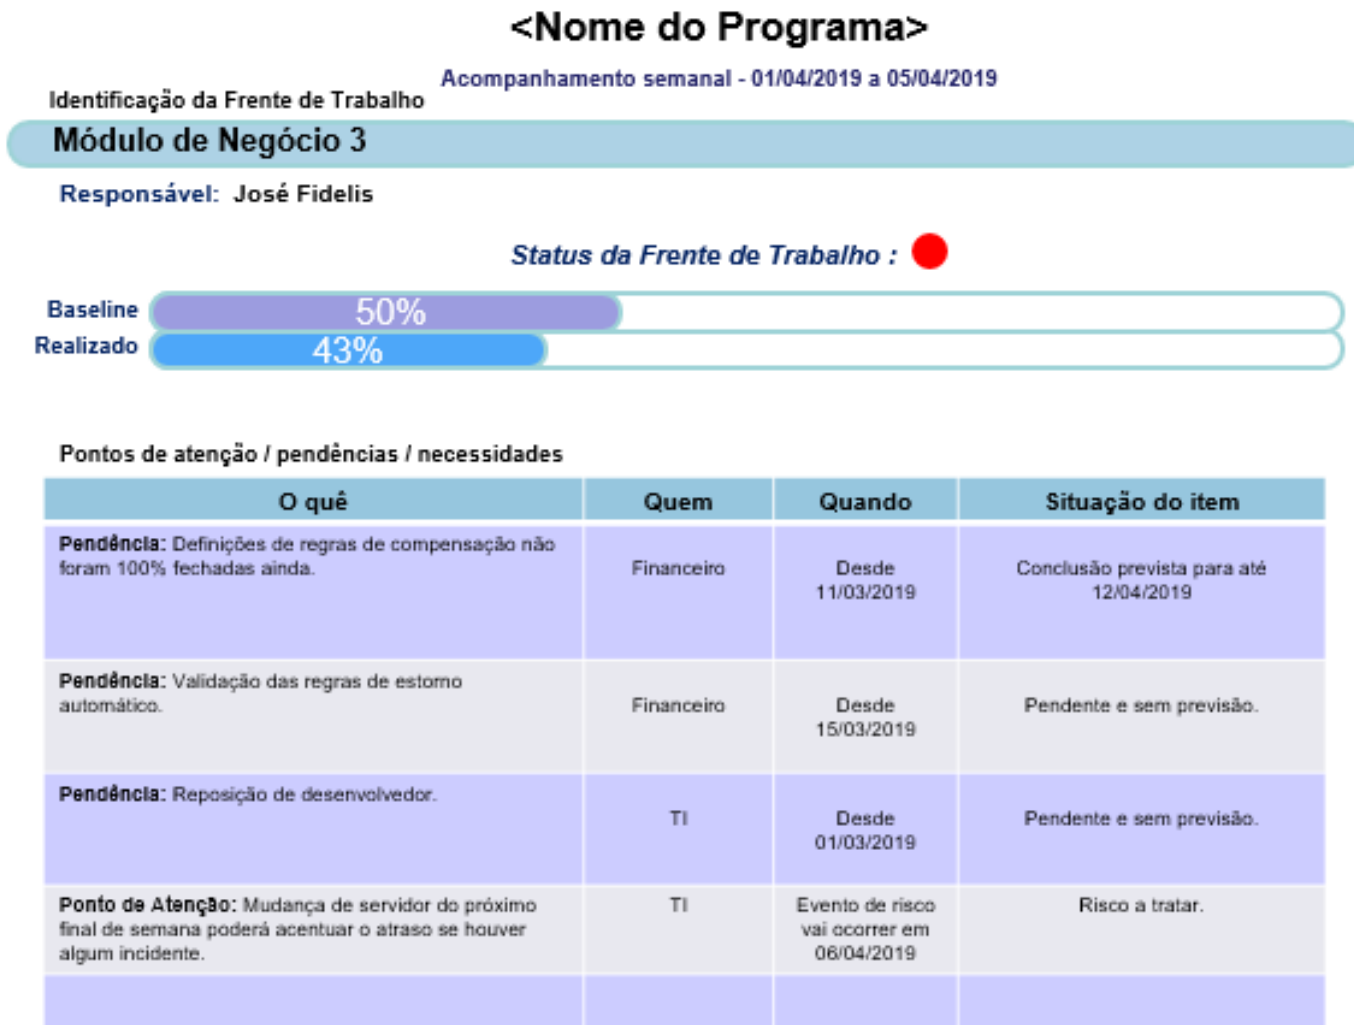 <Nome do Programa>
Acompanhamento semanal - 01/04/2019 a 05/04/2019
Identificação da Frente de Trabalho
Módulo de Negócio 3
Responsável: José Fidelis
Status da Frente de Trabalho :
Baseline 50%
Realizado 43%
Pontos de atenção / pendências / necessidades
O quê Quem Quando Situação do item
Pendência: Definições de regras de compensação não
foram 100% fechadas ainda.
Financeiro
Desde
11/03/2019
Conclusão prevista para até
12/04/2019
Pendência: Validação das regras de estorno
automático.
Financeiro
Desde
15/03/2019
Pendente e sem previsão.
Pendência: Reposição de desenvolvedor.
TI
Desde
01/03/2019
Pendente e sem previsão.
Ponto de Atenção: Mudança de servidor do próximo
final de semana poderá acentuar o atraso se houver
algum incidente.
TI
Evento de risco
vai ocorrer em
06/04/2019
Risco a tratar.